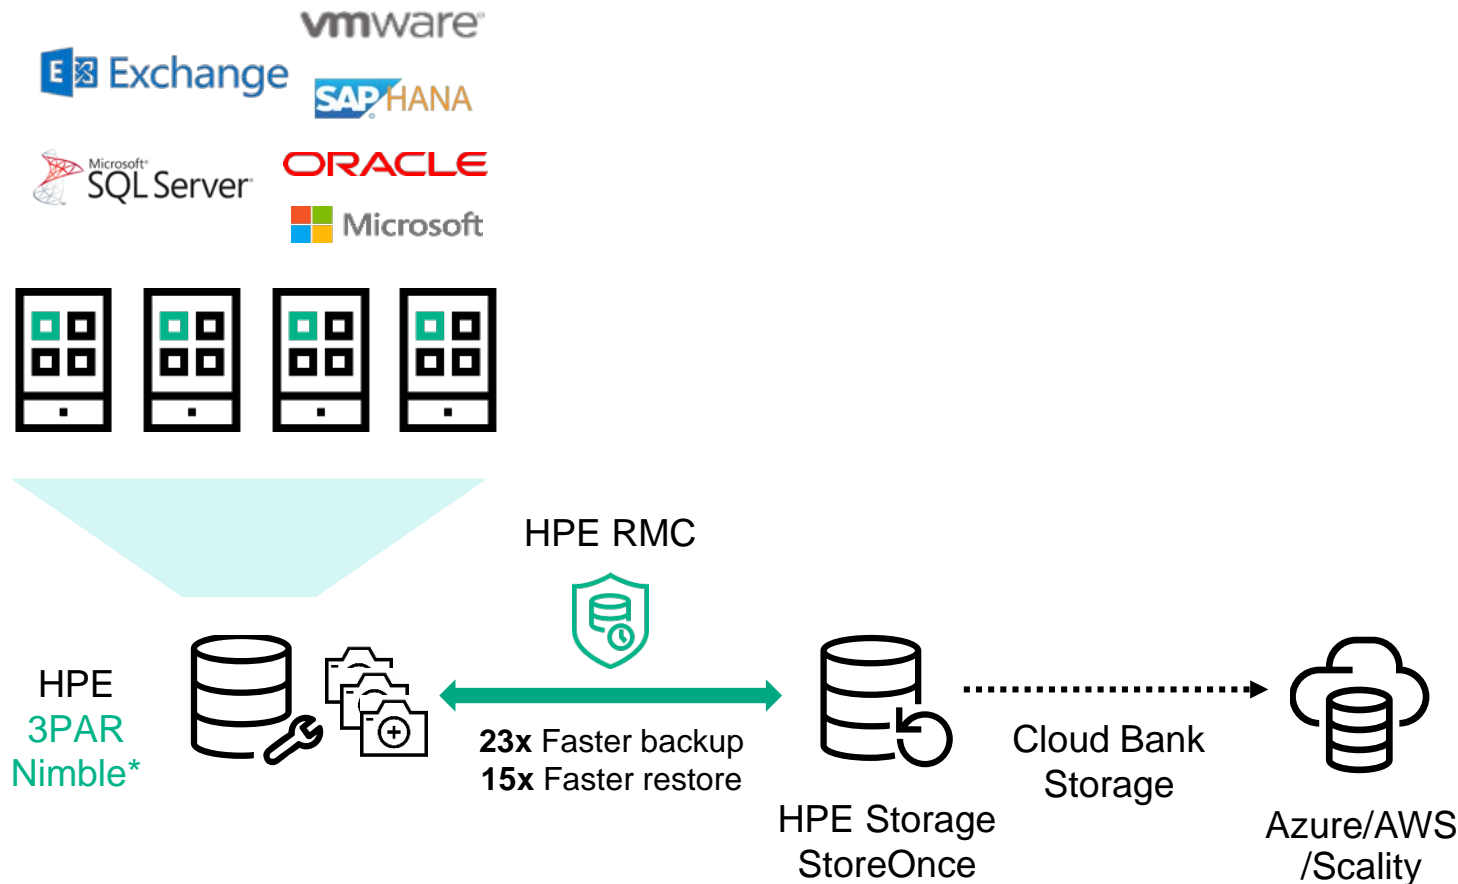 vmware
E Exchange
SAP HANA
Microsoft
SQL Server
ORACLE
Microsoft
HPE RMC
HPE
3PAR
Nimble*
23x Faster backup
15x Faster restore
HPE Storage
StoreOnce
Cloud Bank
Storage
Azure/AWS
/Scality